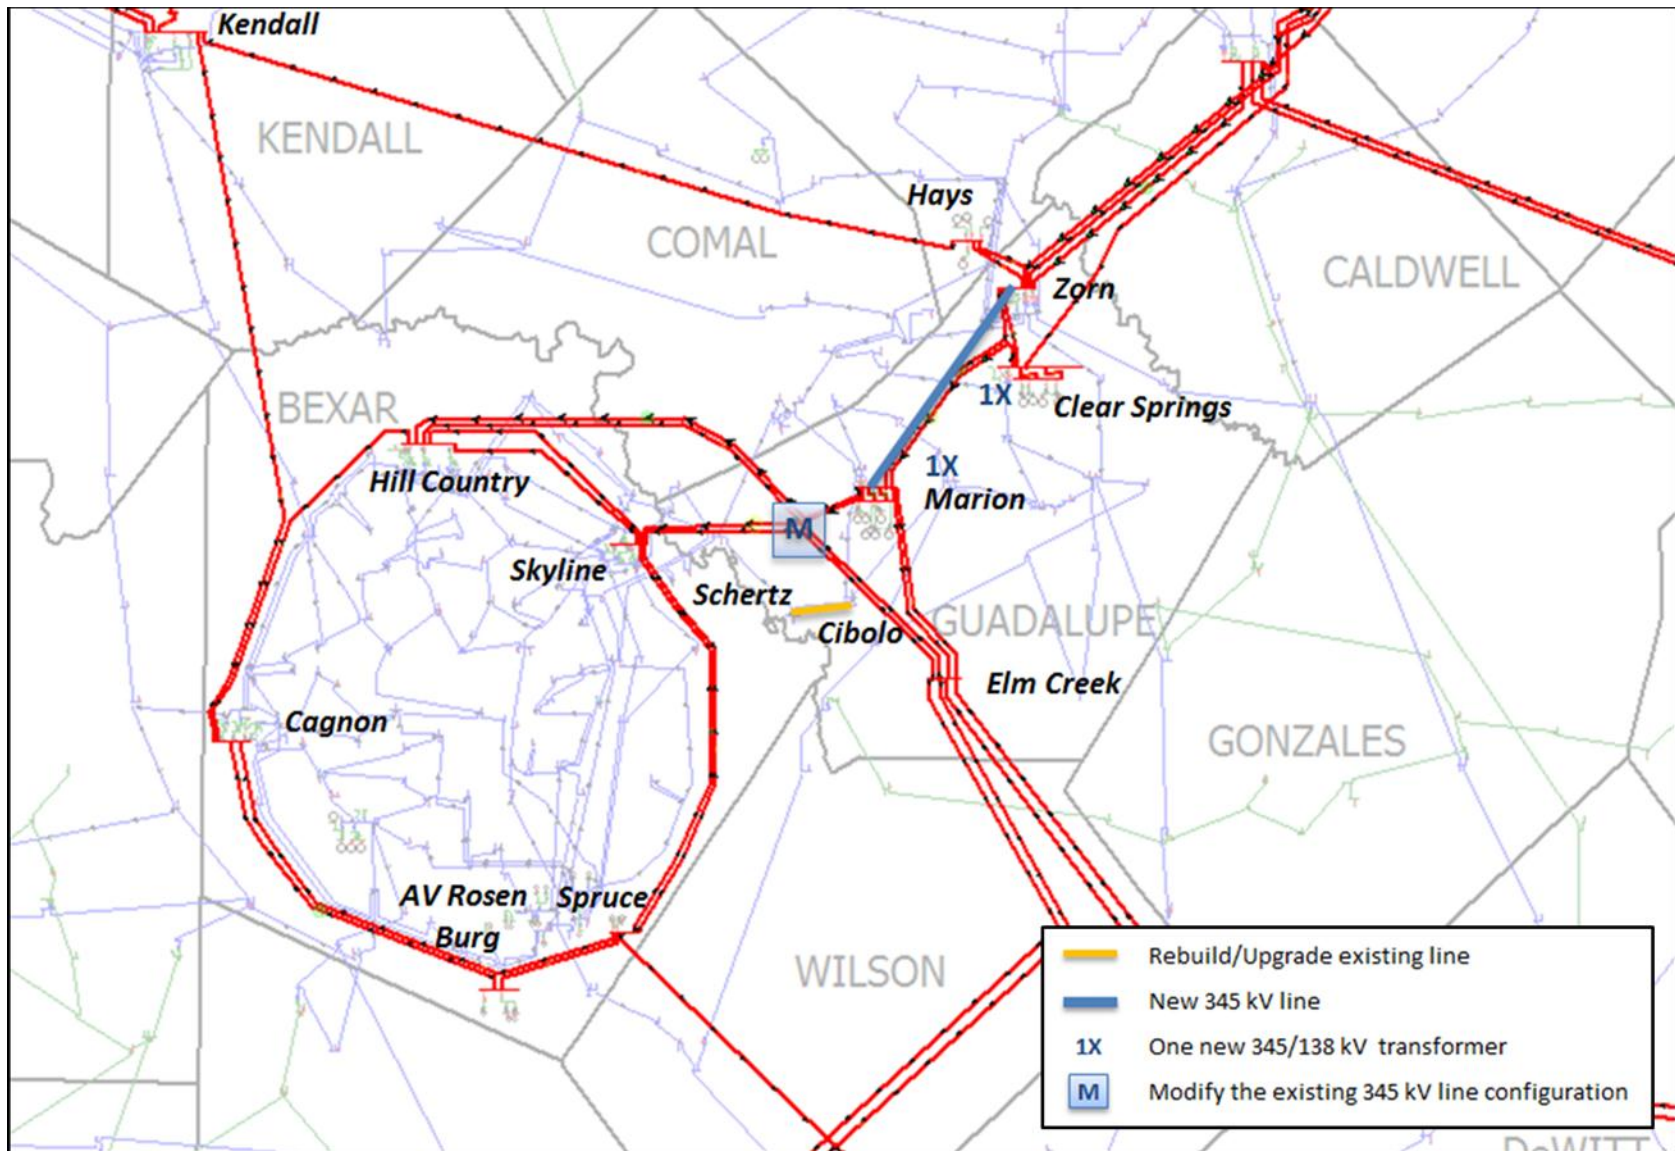 Kendall
KENDALL
Hays
COMAL
Zorn
CALDWELL
BEXAR
1X
Clear Springs
Hill Country
1X
Marion
M
Skyline
Schertz
Cibolo
GUADALUPE
Elm Creek
Cagnon
GONZALES
AV Rosen
Burg
Spruce
WILSON
Rebuild/Upgrade existing line
New 345 kV line
1X One new 345/138 kV transformer
M Modify the existing 345 kV line configuration
DeWITT